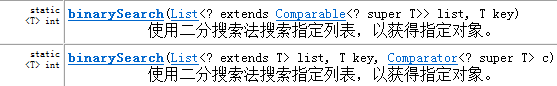 static
<T> int
binarySearch(List<? extends Comparable<? super T>> list, T key)
使用二分搜索法搜索指定列表，以获得指定对象。
static
<T> int
binarySearch(List<? extends T> list, T key, Comparator<? super T> c)
使用二分搜索法搜索指定列表，以获得指定对象。